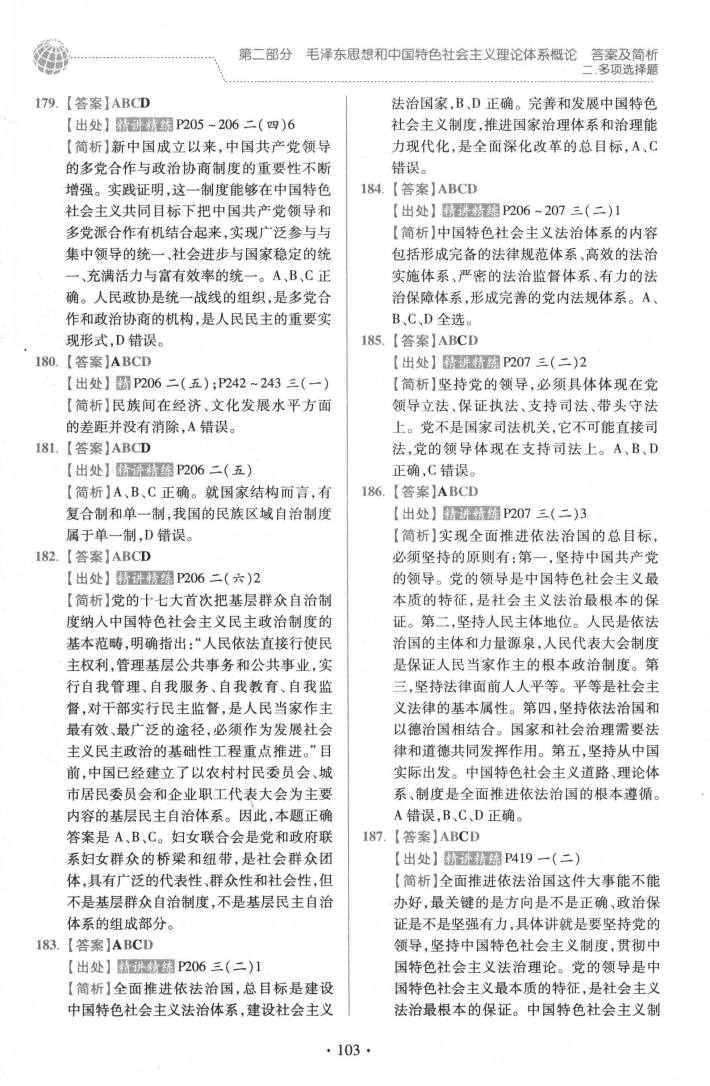 第二部分　毛泽东思想和中国特色社会主义理论体系概论　答案及简析
二、多项选择题
179. 【答案】ABCD
【出处】精讲精练P205～206 二(四)6
【简析】新中国成立以来,中国共产党领导
的多党合作与政治协商制度的重要性不断
增强。实践证明,这一制度能够在中国特色
社会主义共同目标下把中国共产党领导和
多党派合作有机结合起来,实现广泛参与与
集中领导的统一、社会进步与国家稳定的统
一、充满活力与富有效率的统一。A、B、C 正
确。人民政协是统一战线的组织,是多党合
作和政治协商的机构,是人民民主的重要实
现形式,D 错误。
180. 【答案】ABCD
【出处】精P206 二(五);P242～243 三(一)
【简析】民族间在经济、文化发展水平方面
的差距并没有消除,A 错误。
181. 【答案】ABCD
【出处】精讲精练P206 二(五)
【简析】A、B、C 正确。就国家结构而言,有
复合制和单一制,我国的民族区域自治制度
属于单一制,D 错误。
182. 【答案】ABCD
【出处】精讲精练P206 二(六)2
【简析】党的十七大首次把基层群众自治制
度纳入中国特色社会主义民主政治制度的
基本范畴,明确指出:“人民依法直接行使民
主权利,管理基层公共事务和公共事业,实
行自我管理、自我服务、自我教育、自我监
督,对干部实行民主监督,是人民当家作主
最有效、最广泛的途径,必须作为发展社会
主义民主政治的基础性工程重点推进。”目
前,中国已经建立了以农村村民委员会、城
市居民委员会和企业职工代表大会为主要
内容的基层民主自治体系。因此,本题正确
答案是 A、B、C。妇女联合会是党和政府联
系妇女群众的桥梁和纽带,是社会群众团
体,具有广泛的代表性、群众性和社会性,但
不是基层群众自治制度,不是基层民主自治
体系的组成部分。
183. 【答案】ABCD
【出处】精讲精练P206 三(二)1
【简析】全面推进依法治国,总目标是建设
中国特色社会主义法治体系,建设社会主义
法治国家,B、D 正确。完善和发展中国特色
社会主义制度,推进国家治理体系和治理能
力现代化,是全面深化改革的总目标,A、C
错误。
184. 【答案】ABCD
【出处】精讲精练P206～207 三(二)1
【简析】中国特色社会主义法治体系的内容
包括形成完备的法律规范体系、高效的法治
实施体系、严密的法治监督体系、有力的法
治保障体系,形成完善的党内法规体系。A、
B、C、D 全选。
185. 【答案】ABCD
【出处】精讲精练P207 三(二)2
【简析】坚持党的领导,必须具体体现在党
领导立法、保证执法、支持司法、带头守法
上。党不是国家司法机关,它不可能直接司
法,党的领导体现在支持司法上。A、B、D
正确,C 错误。
186. 【答案】ABCD
【出处】精讲精练P207 三(二)3
【简析】实现全面推进依法治国的总目标,
必须坚持的原则有:第一,坚持中国共产党
的领导。党的领导是中国特色社会主义最
本质的特征,是社会主义法治最根本的保
证。第二,坚持人民主体地位。人民是依法
治国的主体和力量源泉,人民代表大会制度
是保证人民当家作主的根本政治制度。第
三,坚持法律面前人人平等。平等是社会主
义法律的基本属性。第四,坚持依法治国和
以德治国相结合。国家和社会治理需要法
律和道德共同发挥作用。第五,坚持从中国
实际出发。中国特色社会主义道路、理论体
系、制度是全面推进依法治国的根本遵循。
A 错误,B、C、D 正确。
187. 【答案】ABCD
【出处】精讲精练P419 一(二)
【简析】全面推进依法治国这件大事能不能
办好,最关键的是方向是不是正确、政治保
证是不是坚强有力,具体讲就是要坚持党的
领导,坚持中国特色社会主义制度,贯彻中
国特色社会主义法治理论。党的领导是中
国特色社会主义最本质的特征,是社会主义
法治最根本的保证。中国特色社会主义制
· 103 ·